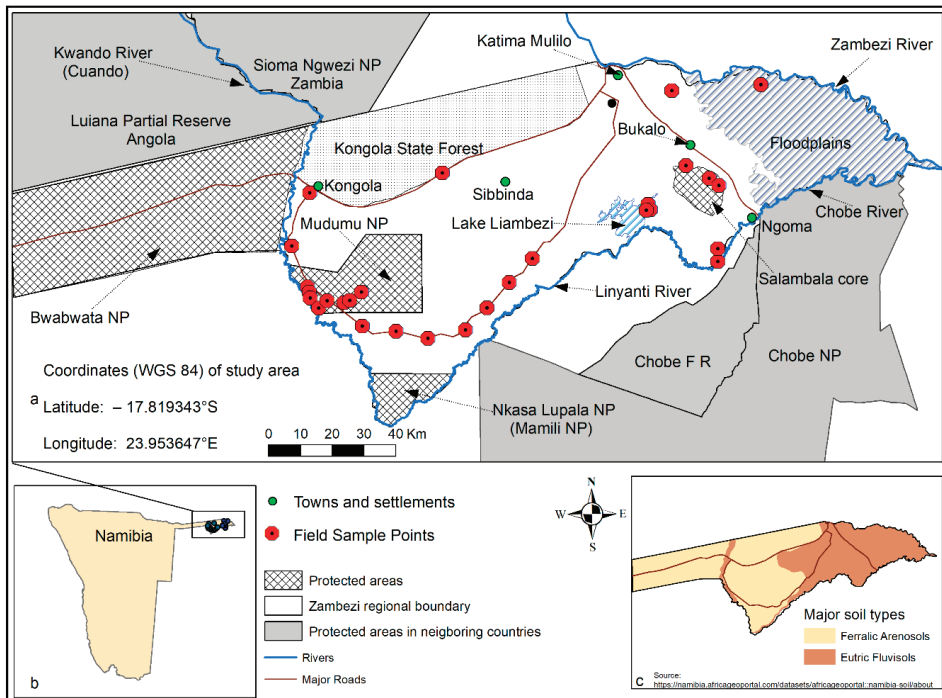 Katima Mulilo
Zambezi River
Kwando River
(Cuando)
Sioma Ngwezi NP
Zambia
Luiana Partial Reserve
Angola
Bukalo
Floodplains
Kongola State Forest
Kongola
Sibbinda
Mudumu NP
Lake Liambezi
Chobe River
Ngoma
Salambala core
Bwabwata NP
Linyanti River
Chobe F R
Chobe NP
Coordinates (WGS 84) of study area
a
Latitude: – 17.819343°S
Longitude: 23.953647°E
Nkasa Lupala NP
(Mamili NP)
0 10 20 30 40 Km
Namibia
b
Towns and settlements
Field Sample Points
Protected areas
Zambezi regional boundary
Protected areas in neigboring countries
Rivers
Major Roads
N
W E
S
Major soil types
Ferralic Arenosols
Eutric Fluvisols
C
Source:
https://namibia.africageoportal.com/datasets/africageoportal::namibia-soil/about